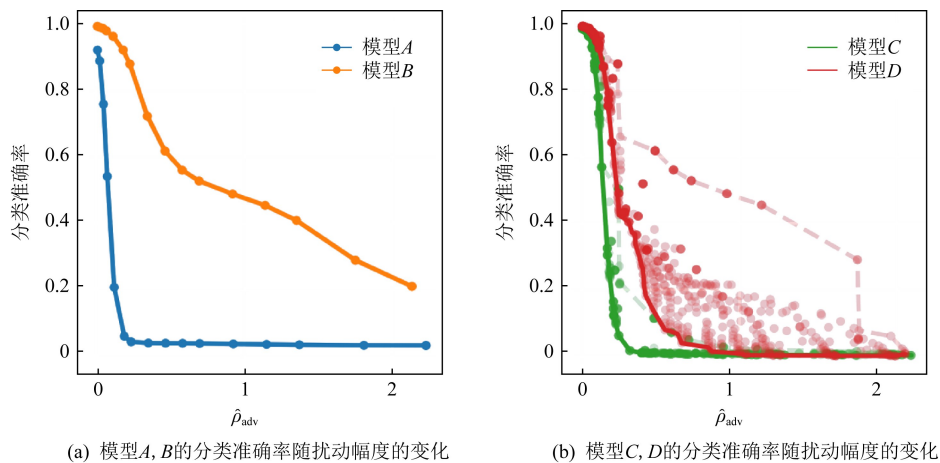 1.0
0.8
0.6
0.4
0.2
0
分类准确率
模型A
模型B
0
1
2
ρ̂adv
(a) 模型A, B的分类准确率随扰动幅度的变化
1.0
0.8
0.6
0.4
0.2
0
分类准确率
模型C
模型D
0
1
2
ρ̂adv
(b) 模型C, D的分类准确率随扰动幅度的变化